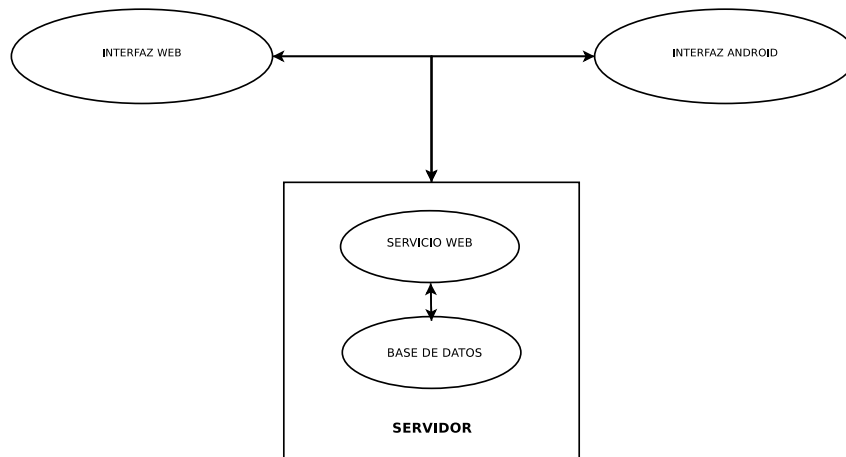 INTERFAZ WEB
INTERFAZ ANDROID
SERVICIO WEB
BASE DE DATOS
SERVIDOR